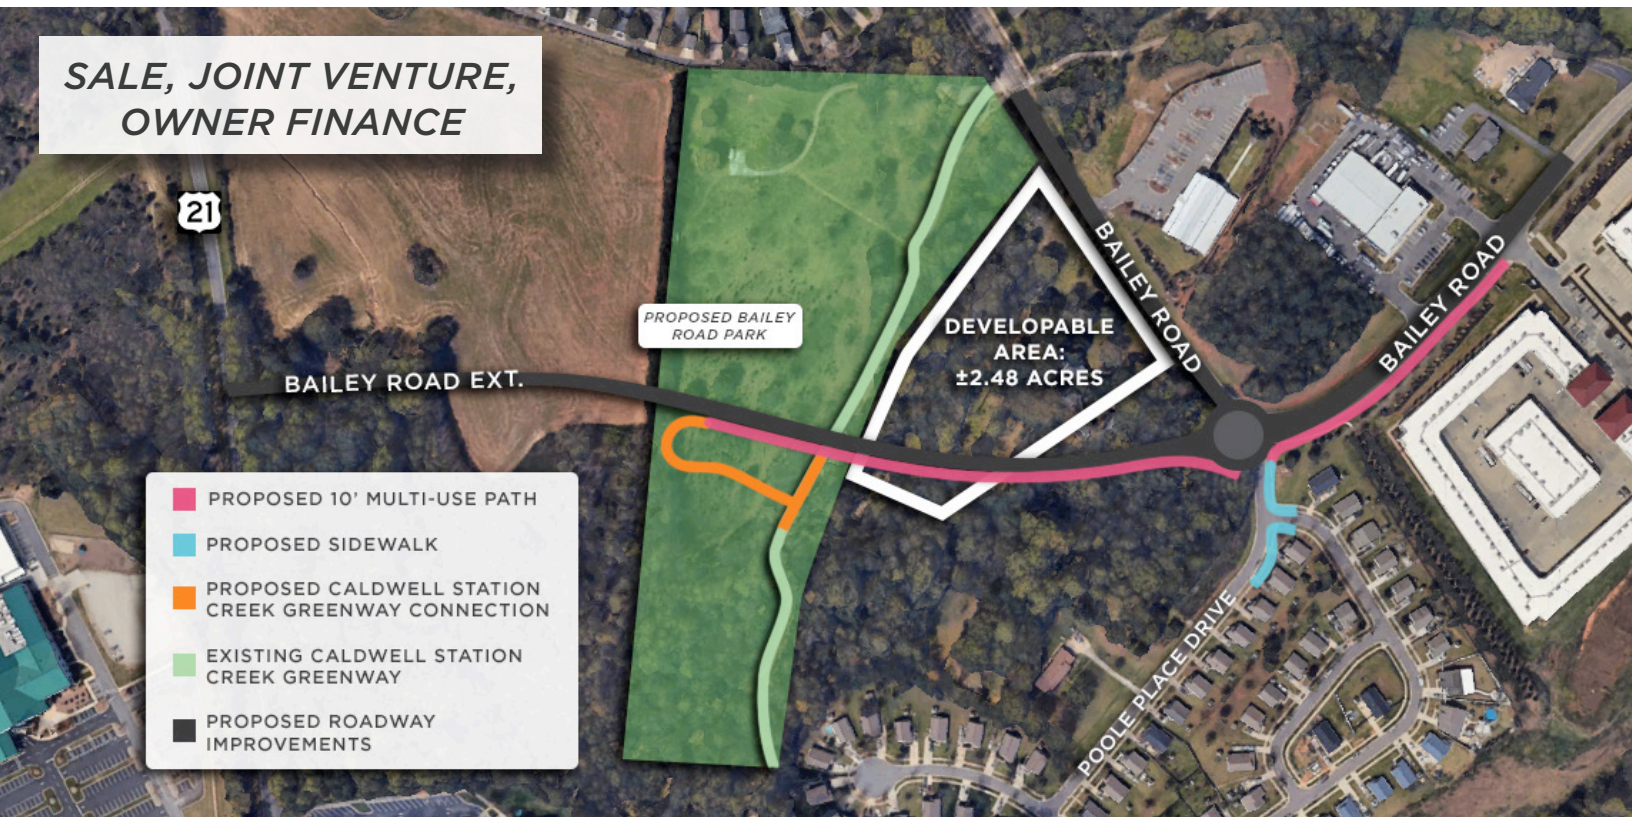 SALE, JOINT VENTURE,
OWNER FINANCE
21
BAILEY ROAD
BAILEY ROAD
PROPOSED BAILEY
ROAD PARK
DEVELOPABLE
AREA:
±2.48 ACRES
BAILEY ROAD EXT.
PROPOSED 10' MULTI-USE PATH
PROPOSED SIDEWALK
PROPOSED CALDWELL STATION
CREEK GREENWAY CONNECTION
EXISTING CALDWELL STATION
CREEK GREENWAY
PROPOSED ROADWAY
IMPROVEMENTS
POOLE PLACE DRIVE